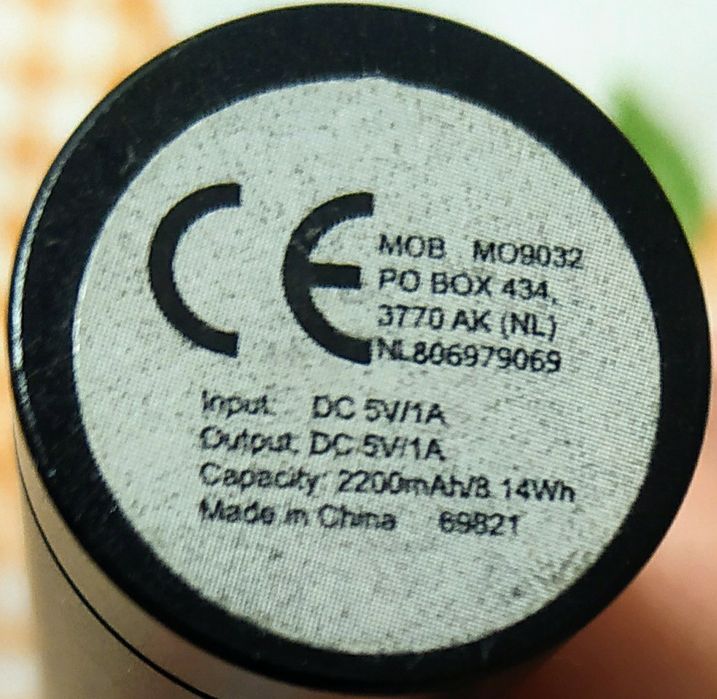 CE
MOB MO9032
PO BOX 434,
3770 AK (NL)
NL806979069
Input: DC 5V/1A
Output: DC 5V/1A
Capacity: 2200mAh/8.14Wh
Made in China 69821